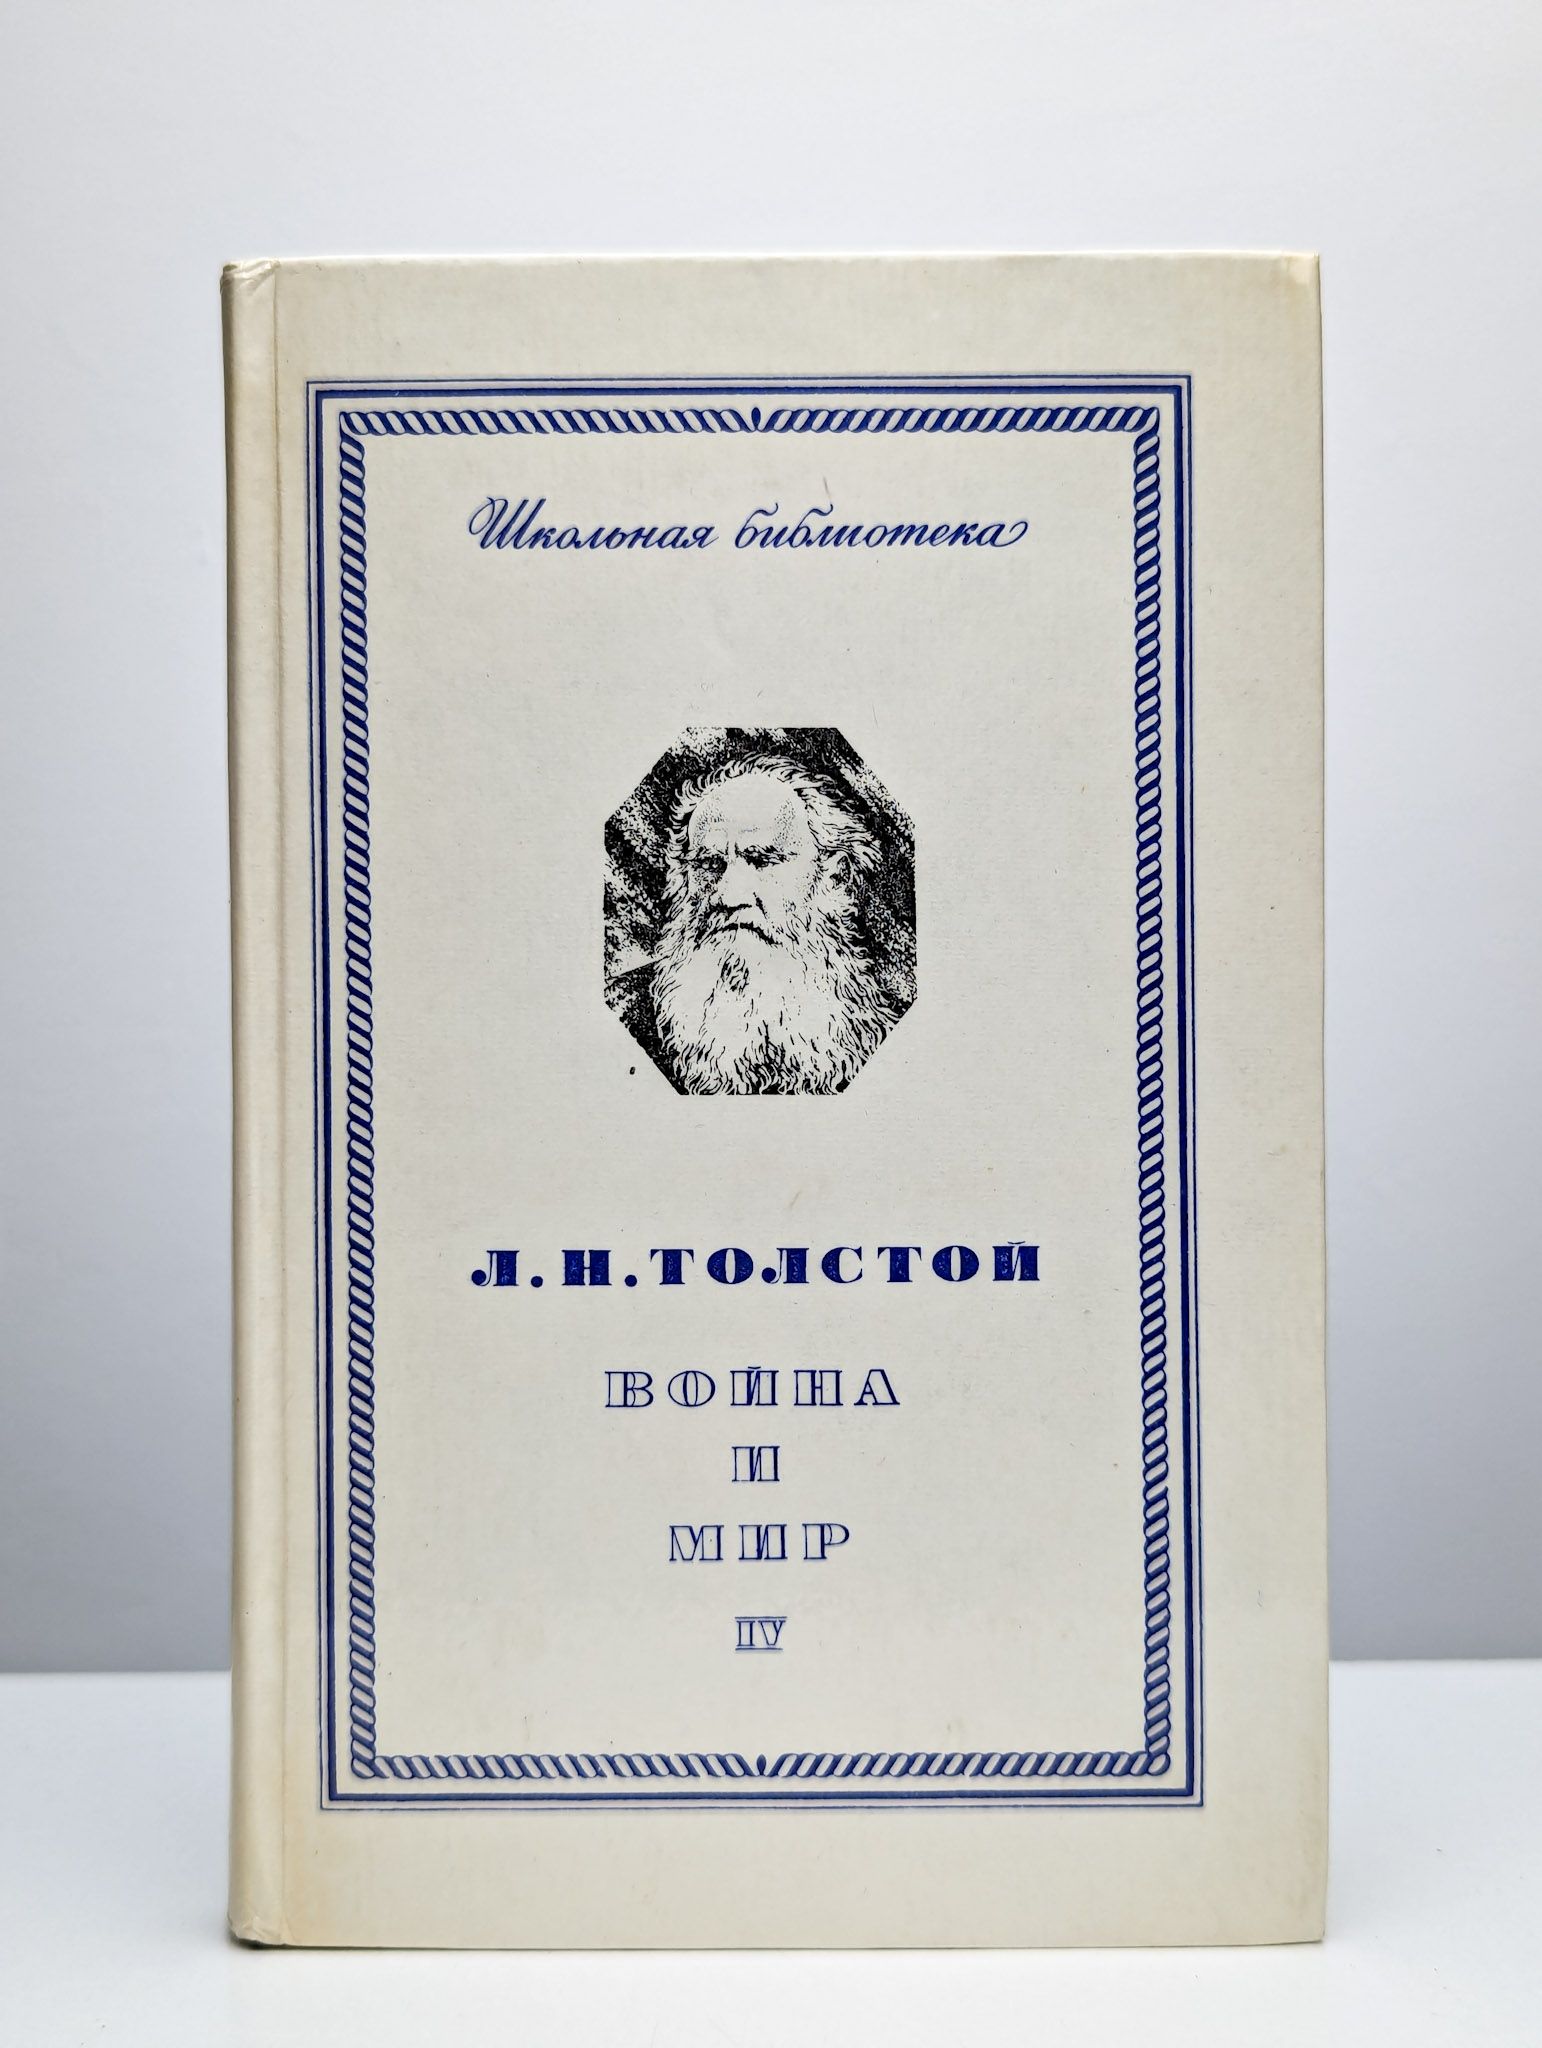 Школьная библиотека
Л.Н.ТОЛСТОЙ
ВОЙНА
И
МИР
IV